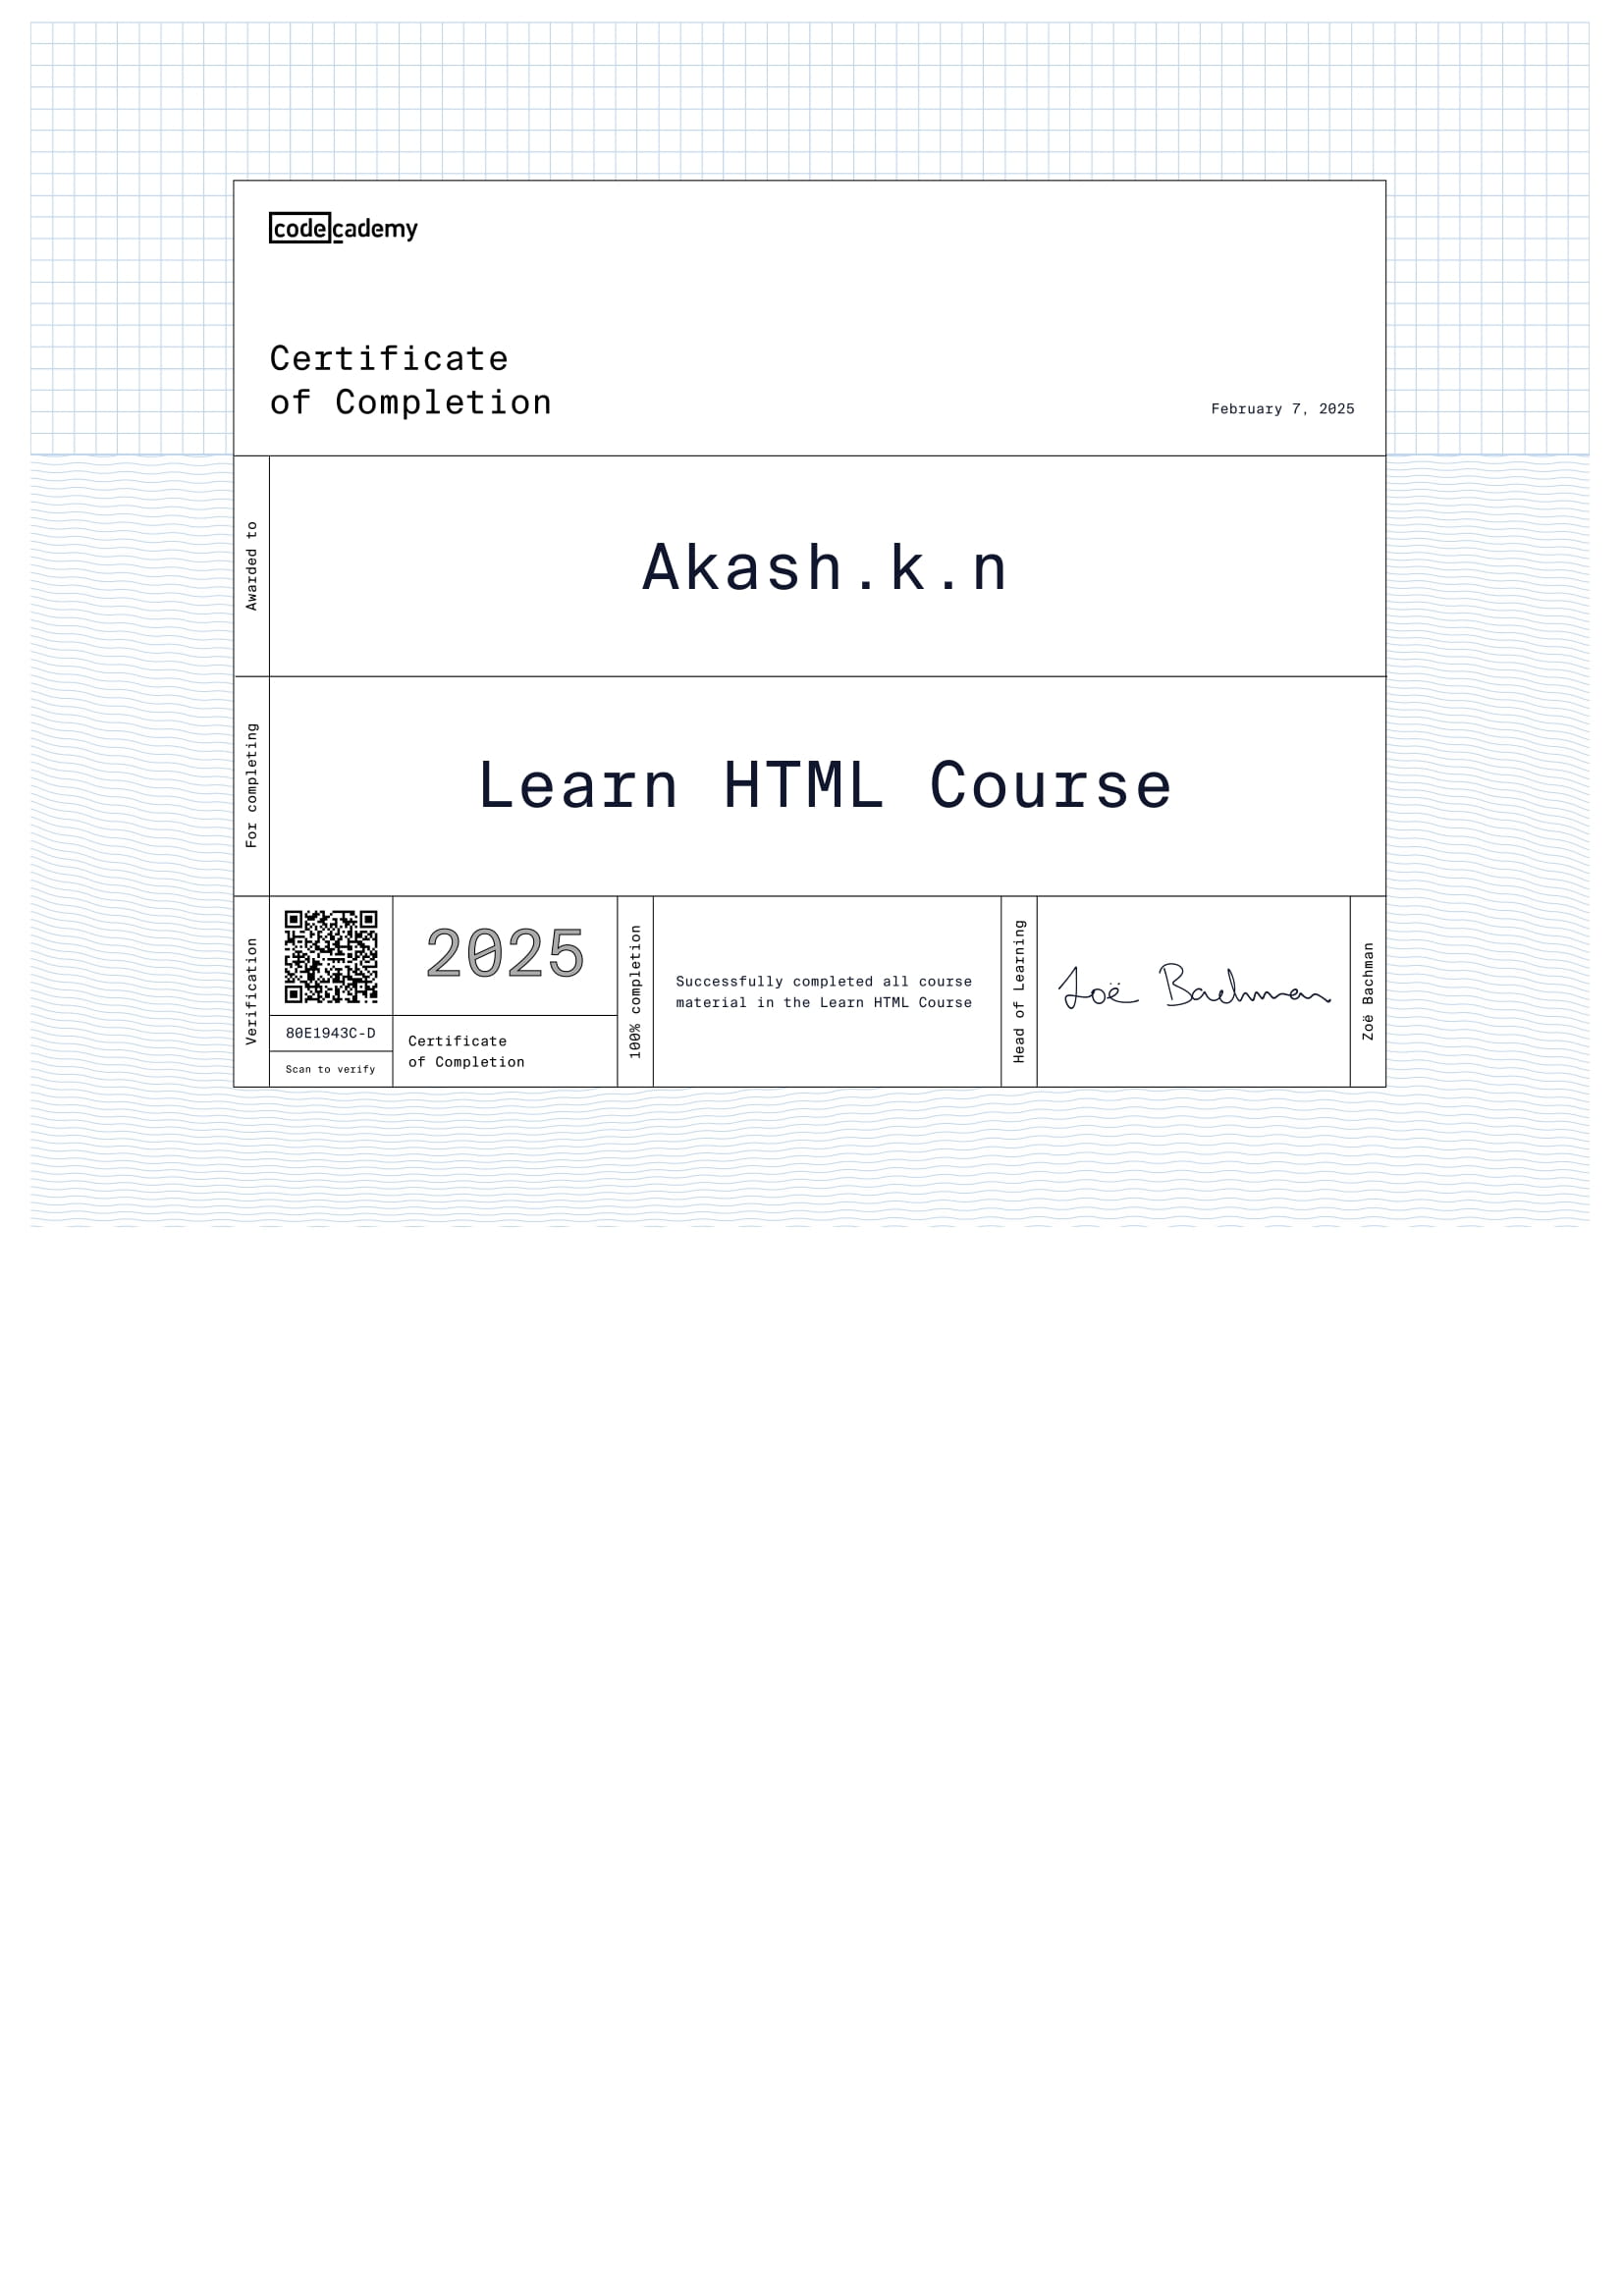 codecademy
Certificate
of Completion
February 7, 2025
Awarded to
Akash.k.n
For completing
Learn HTML Course
Verification
80E1943C-D
Scan to verify
2025
Certificate
of Completion
100% completion
Successfully completed all course
material in the Learn HTML Course
Head of Learning
Zoë Bachman
Zoë Bachman